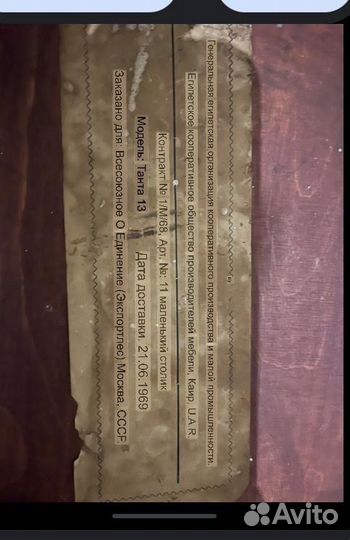 Генеральная египетская организация кооперативного производства и малой промышленности.
Египетское кооперативное общество производителей мебели, Каир, U.A.R.
Контракт № 1/М/68, Арт. №: 11 маленький столик
Модель: Танта 13 Дата доставки. 21.06.1969
Заказано для: Всесоюзное О Единение (Экспортлес) Москва, СССР.
Avito